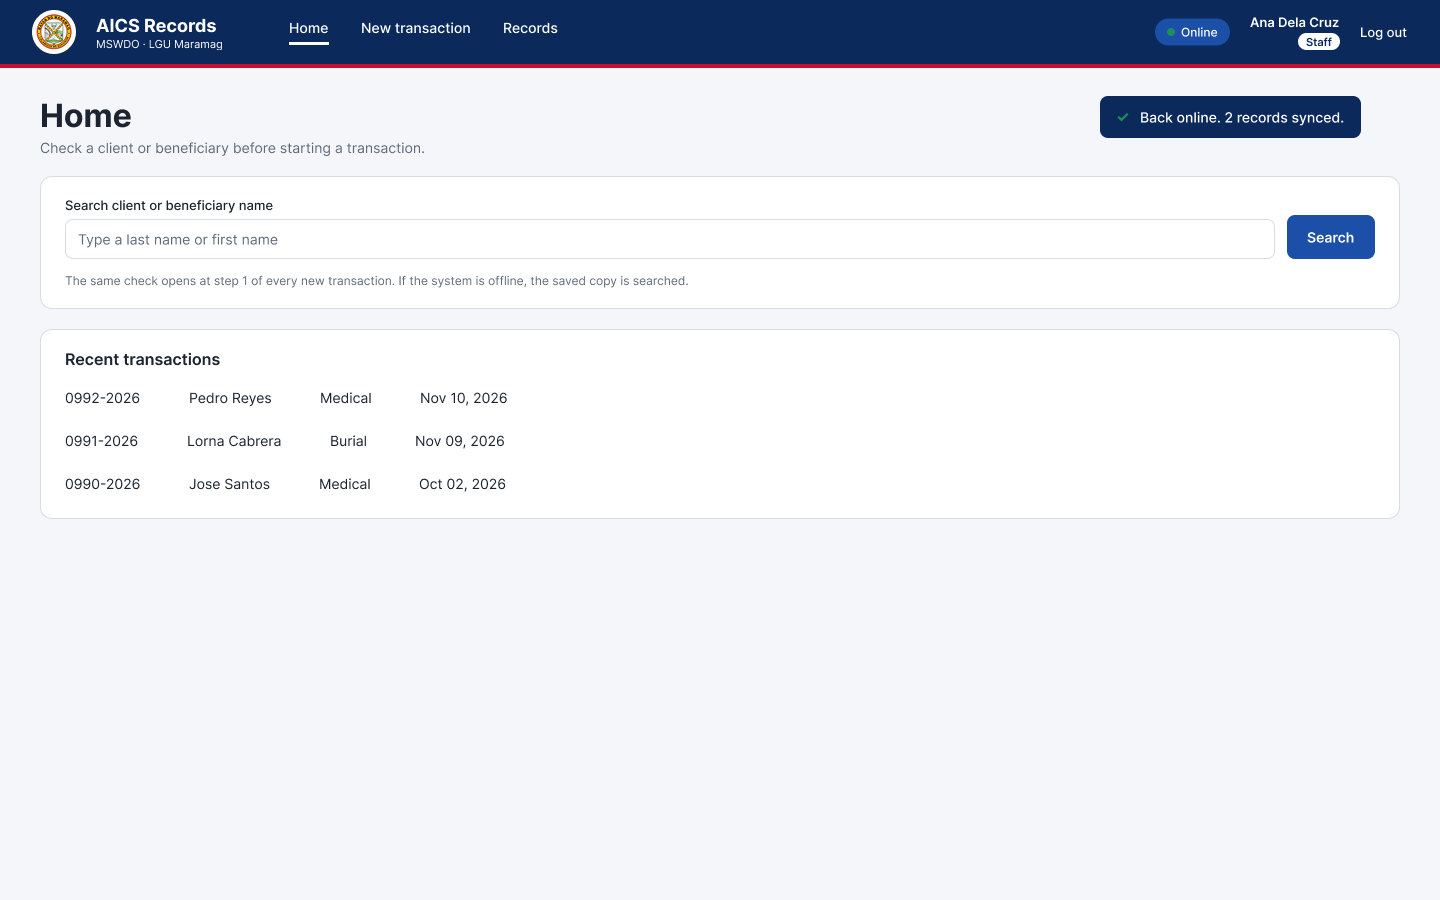 AICS Records
MSWDO · LGU Maramag
Home
New transaction
Records
Online
Ana Dela Cruz
Staff
Log out
Home
Check a client or beneficiary before starting a transaction.
Back online. 2 records synced.
Search client or beneficiary name
Type a last name or first name
Search
The same check opens at step 1 of every new transaction. If the system is offline, the saved copy is searched.
Recent transactions
0992-2026 Pedro Reyes Medical Nov 10, 2026
0991-2026 Lorna Cabrera Burial Nov 09, 2026
0990-2026 Jose Santos Medical Oct 02, 2026